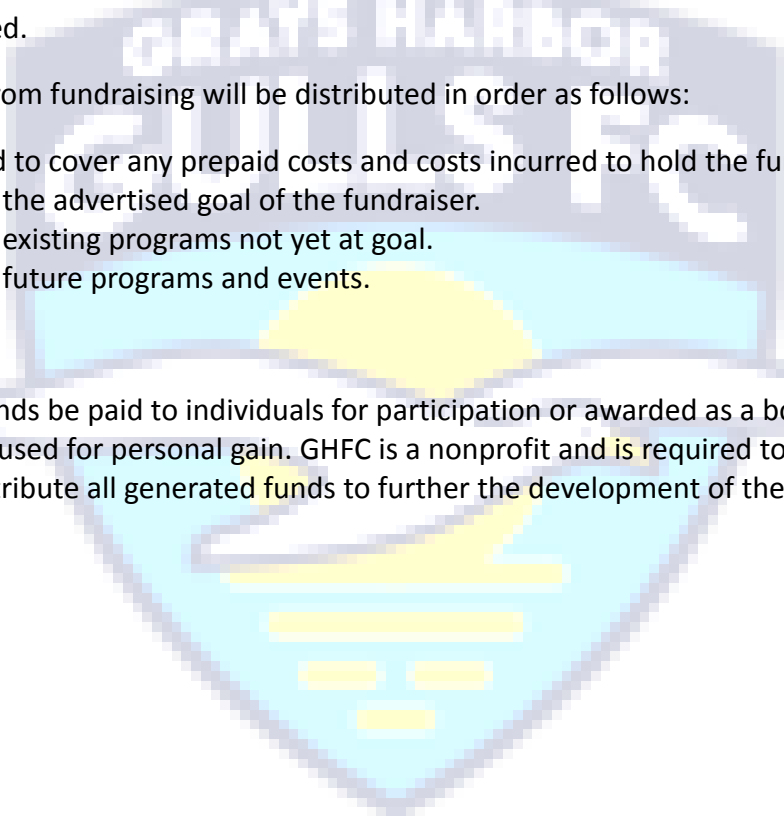 GRAYS HARBOR
GULLS FC
ed.
rom fundraising will be distributed in order as follows:
d to cover any prepaid costs and costs incurred to hold the fu
the advertised goal of the fundraiser.
existing programs not yet at goal.
future programs and events.
nds be paid to individuals for participation or awarded as a bo
used for personal gain. GHFC is a nonprofit and is required to
tribute all generated funds to further the development of the